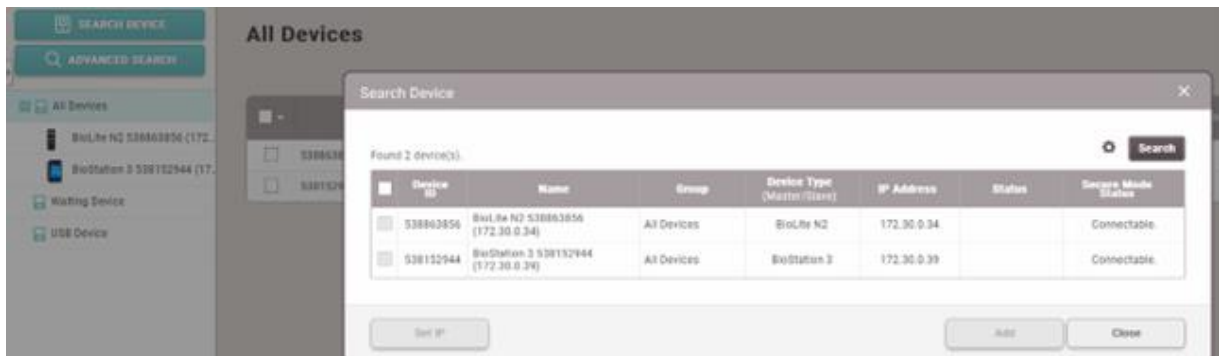 SEARCH DEVICE
ADVANCED SEARCH
All Devices
BioLite N2 538863856 (172...
BioStation 3 538152944 (17...
Waiting Device
USB Device
All Devices
Search Device
Found 2 device(s).
Search
Device ID Name Group Device Type (Master/Slave) IP Address Status Secure Mode Status
538863856 BioLite N2 538863856 (172.30.0.34) All Devices BioLite N2 172.30.0.34 Connectable.
538152944 BioStation 3 538152944 (172.30.0.39) All Devices BioStation 3 172.30.0.39 Connectable.
Set IP
Add
Close